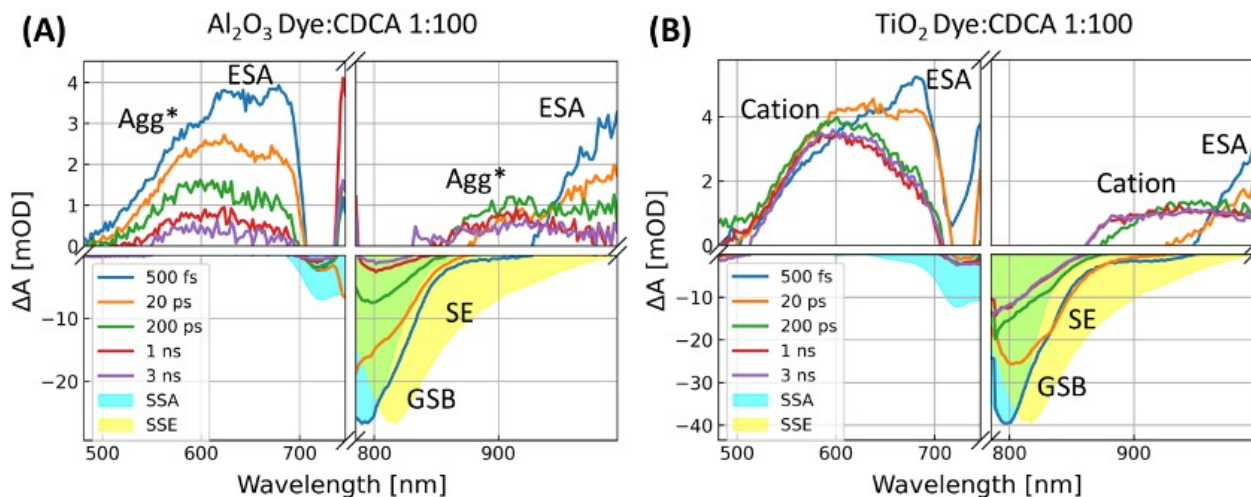 (A)
Al₂O₃ Dye:CDCA 1:100
ESA
Agg*
ESA
Agg*
4
3
2
1
0
ΔA [mOD]
−10
−20
500 fs
20 ps
200 ps
1 ns
3 ns
SSA
SSE
SE
GSB
500
600
700
800
900
Wavelength [nm]
(B)
TiO₂ Dye:CDCA 1:100
ESA
Cation
ESA
Cation
4
2
0
ΔA [mOD]
−10
−20
−30
−40
500 fs
20 ps
200 ps
1 ns
3 ns
SSA
SSE
SE
GSB
500
600
700
800
900
Wavelength [nm]